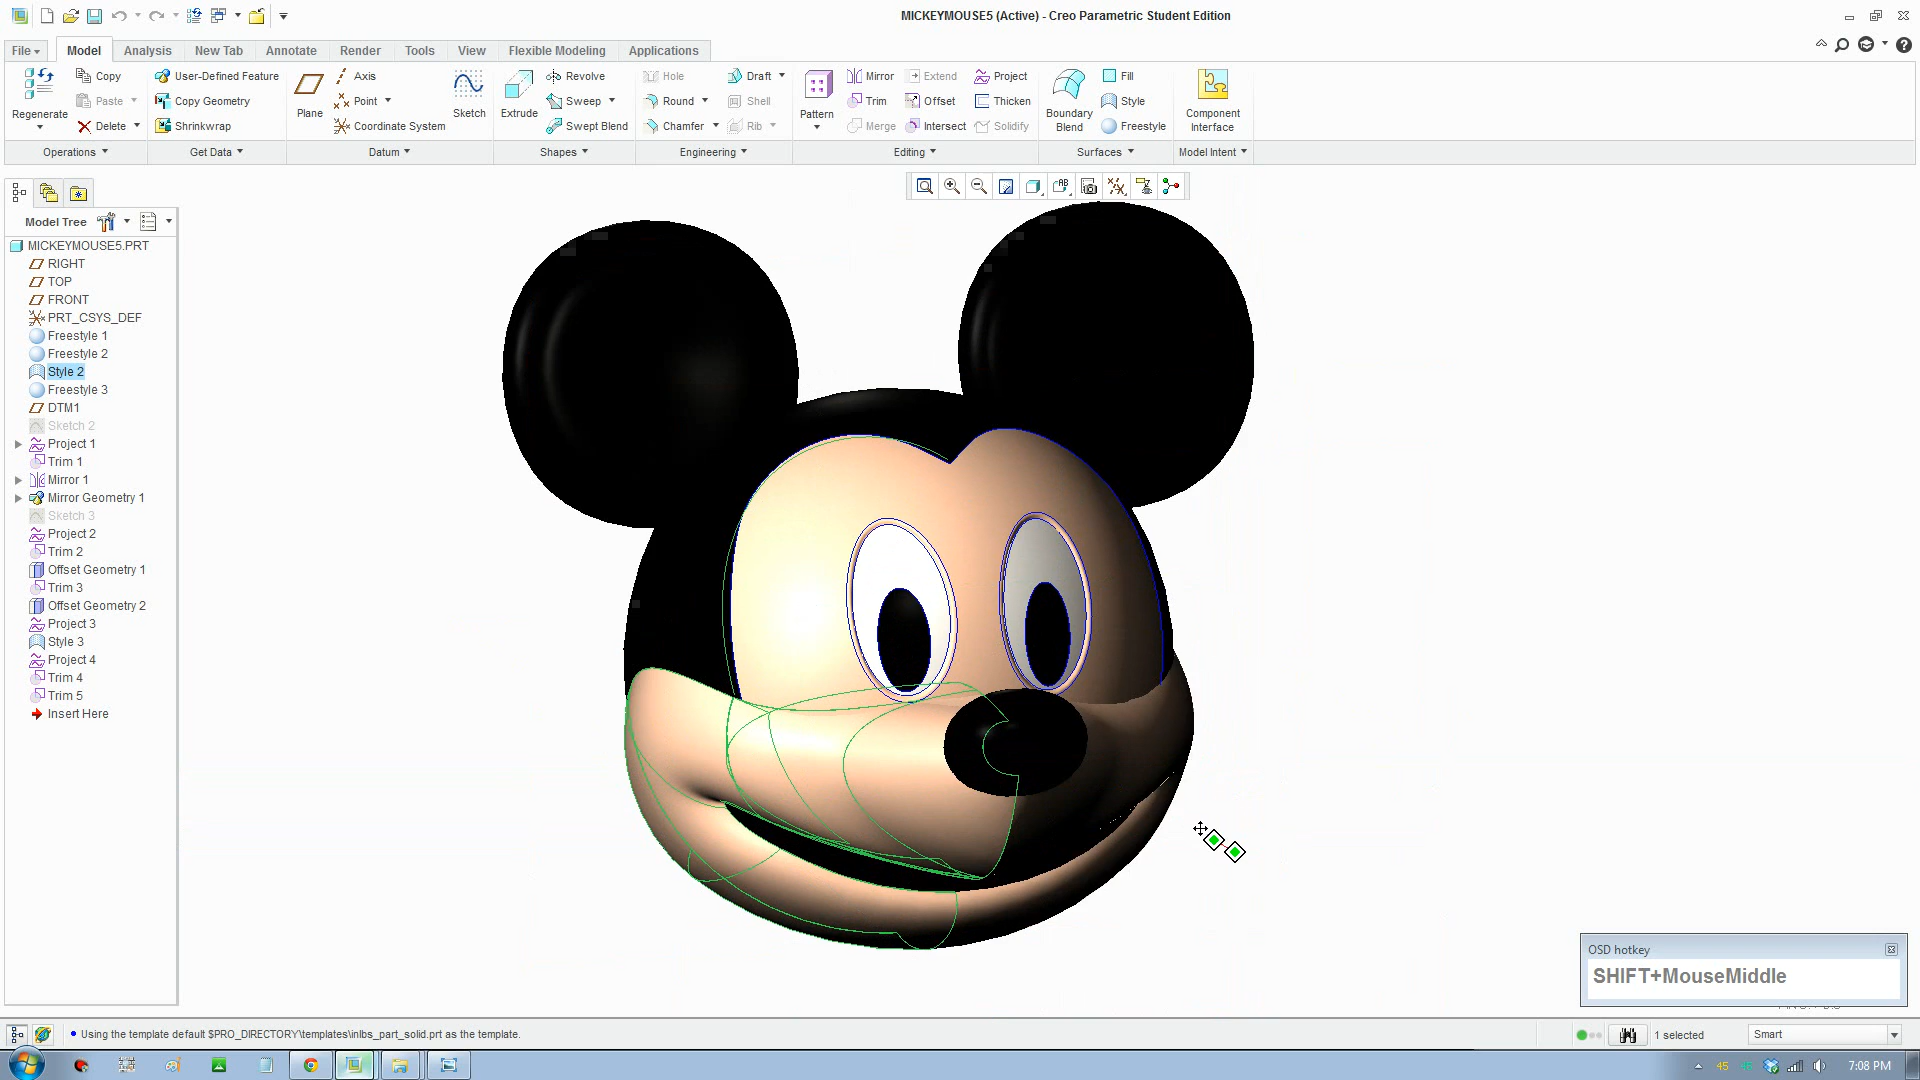 MICKEYMOUSE5 (Active) - Creo Parametric Student Edition
File Model Analysis New Tab Annotate Render Tools View Flexible Modeling Applications
Regenerate Copy Paste Delete
Operations
User-Defined Feature Copy Geometry Shrinkwrap
Get Data
Plane Axis Point Coordinate System Sketch
Datum
Extrude Revolve Sweep Swept Blend
Shapes
Hole Round Chamfer Draft Shell Rib
Engineering
Pattern Mirror Trim Merge Extend Offset Intersect Project Thicken Solidify
Editing
Boundary Blend Fill Style Freestyle
Surfaces
Component Interface
Model Intent
Model Tree
MICKEYMOUSE5.PRT
RIGHT
TOP
FRONT
PRT_CSYS_DEF
Freestyle 1
Freestyle 2
Style 2
Freestyle 3
DTM1
Sketch 2
Project 1
Trim 1
Mirror 1
Mirror Geometry 1
Sketch 3
Project 2
Trim 2
Offset Geometry 1
Trim 3
Offset Geometry 2
Project 3
Style 3
Project 4
Trim 4
Trim 5
Insert Here
OSD hotkey
SHIFT+MouseMiddle
Using the template default $PRO_DIRECTORY\templates\inlbs_part_solid.prt as the template.
1 selected
Smart
45
7:08 PM